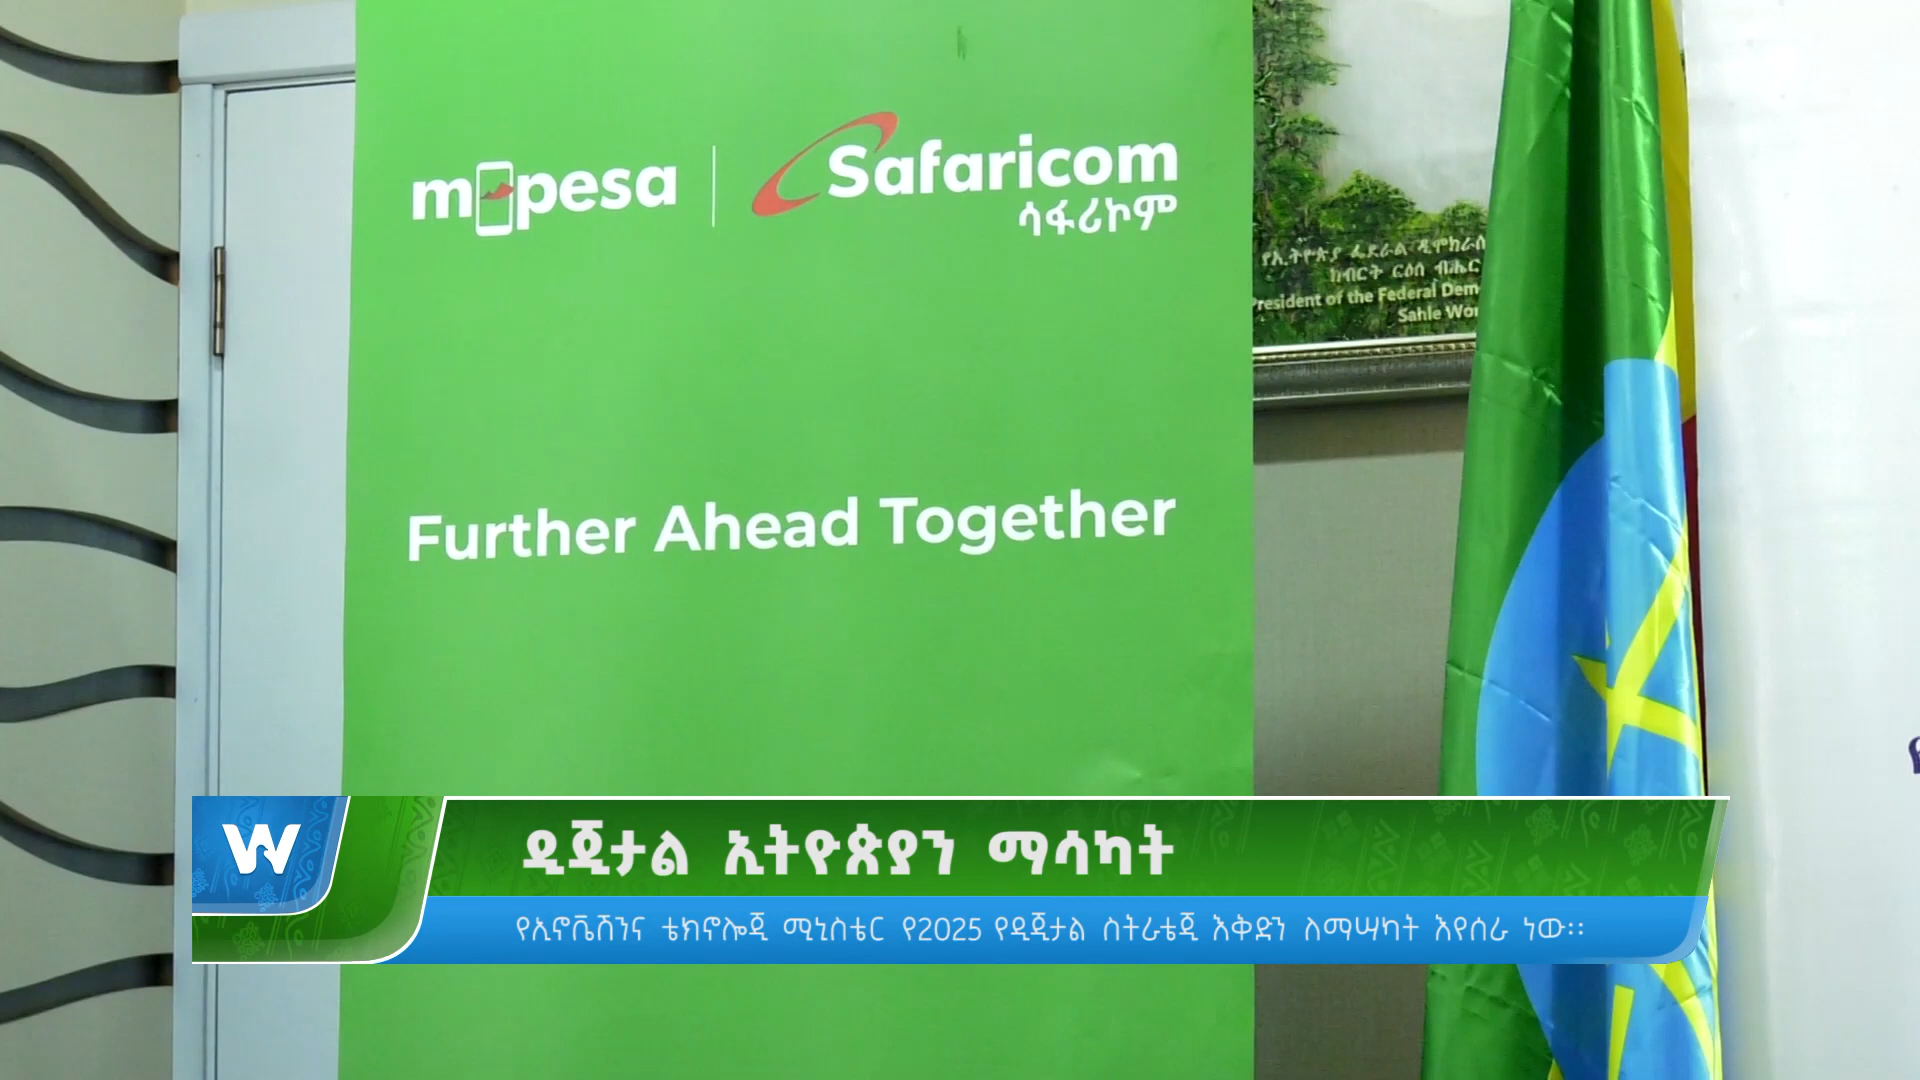 m pesa
Safaricom
ሳፋሪኮም
የኢትዮጵያ ፌደራል ዲሞክራሲ
ክብርት ርዕሰ ብሔር
President of the Federal Dem
Sahle Wor
Further Ahead Together
W
ዲጂታል ኢትዮጵያን ማሳካት
የኢኖቬሽንና ቴክኖሎጂ ሚኒስቴር የ2025 የዲጂታል ስትራቴጂ እቅድን ለማሣካት እየሰራ ነው፡፡